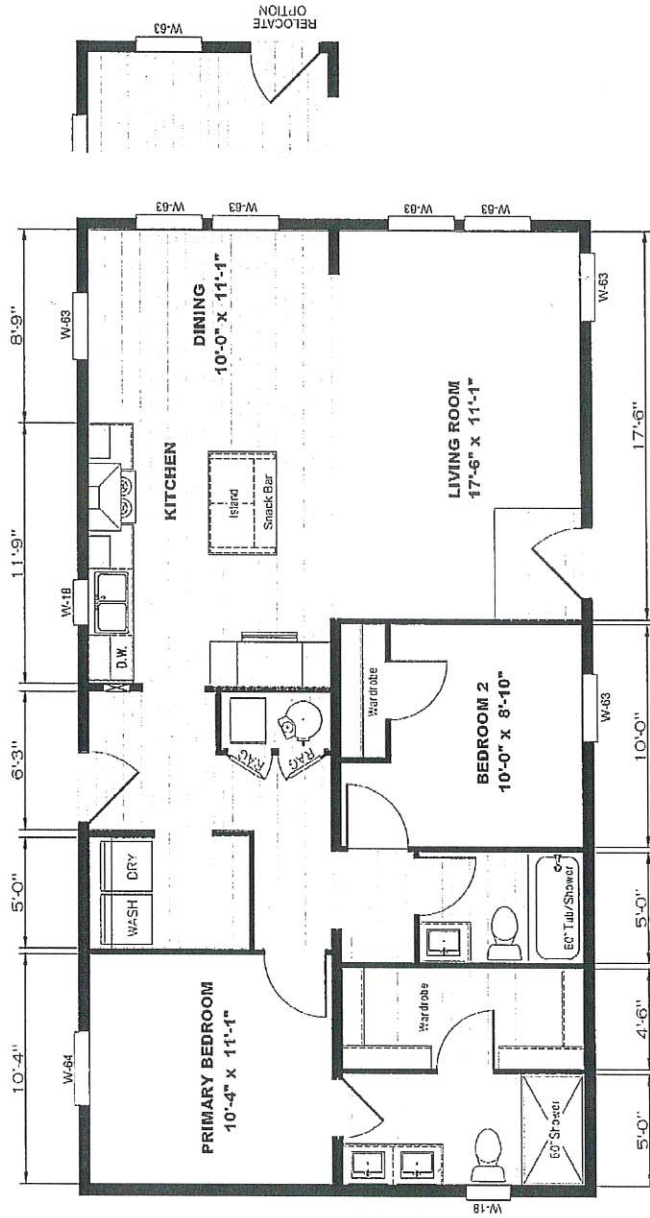 RELOCATE
OPTION
W-63
10'-4"
5'-0"
6'-3"
11'-9"
8'-9"
W-64
W-18
W-63
PRIMARY BEDROOM
10'-4" x 11'-1"
WASH
DRY
RAG
RAG
D.W.
KITCHEN
Island
Snack Bar
DINING
10'-0" x 11'-1"
W-63
W-63
W-63
W-63
LIVING ROOM
17'-6" x 11'-1"
Wardrobe
BEDROOM 2
10'-0" x 8'-10"
60" Tub/Shower
Wardrobe
60" Shower
W-18
W-63
W-63
5'-0"
4'-6"
5'-0"
10'-0"
17'-6"